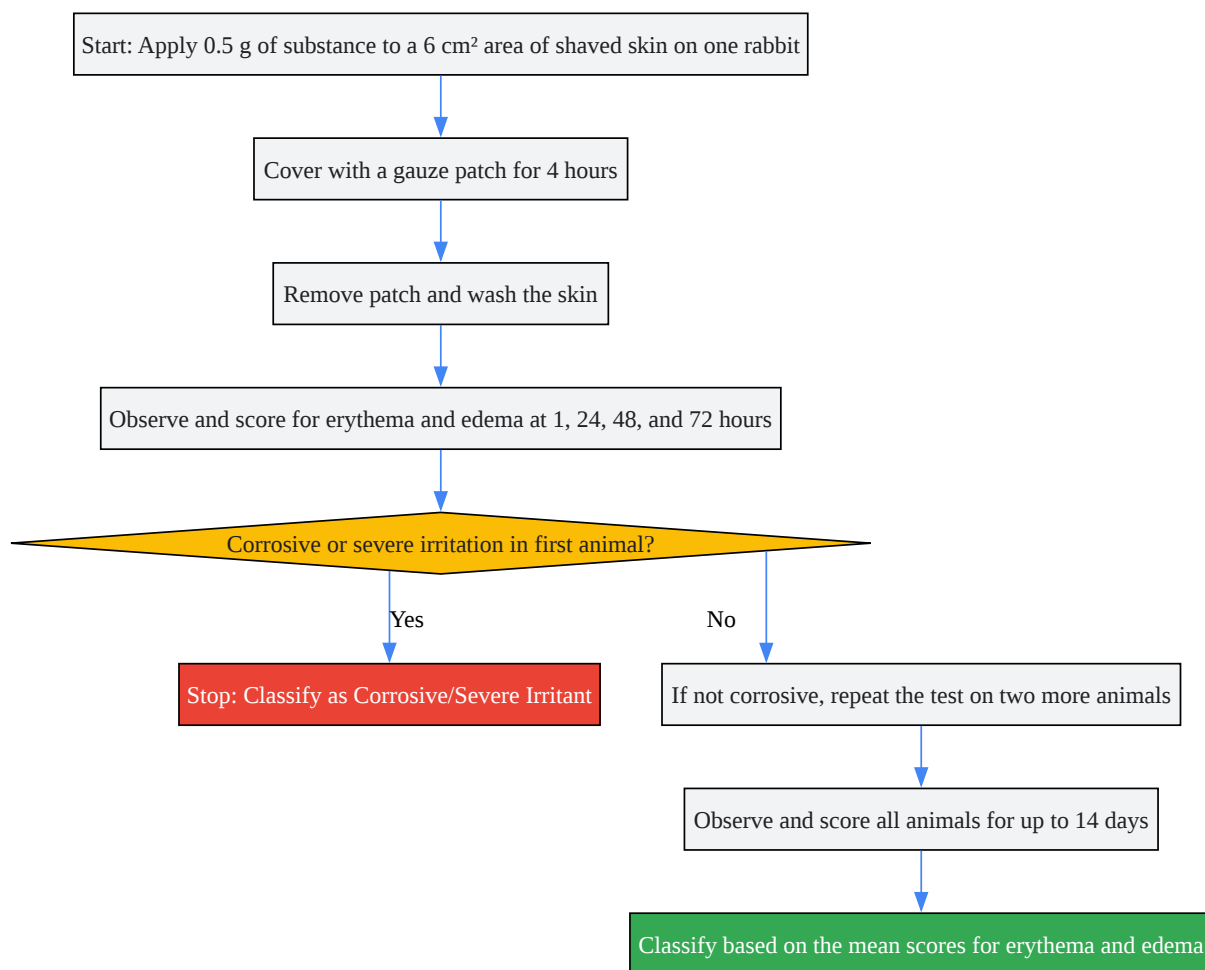 Start: Apply 0.5 g of substance to a 6 cm² area of shaved skin on one rabbit
Cover with a gauze patch for 4 hours
Remove patch and wash the skin
Observe and score for erythema and edema at 1, 24, 48, and 72 hours
Corrosive or severe irritation in first animal?
Yes
No
Stop: Classify as Corrosive/Severe Irritant
If not corrosive, repeat the test on two more animals
Observe and score all animals for up to 14 days
Classify based on the mean scores for erythema and edema